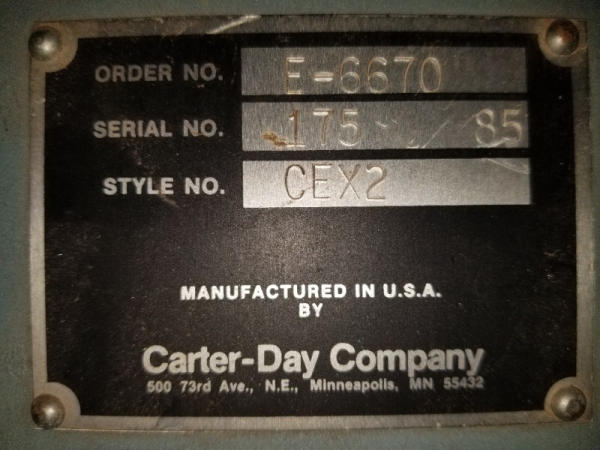 ORDER NO. E-6670
SERIAL NO. 175 85
STYLE NO. CEX2
MANUFACTURED IN U.S.A.
BY
Carter-Day Company
500 73rd Ave., N.E., Minneapolis, MN 55432